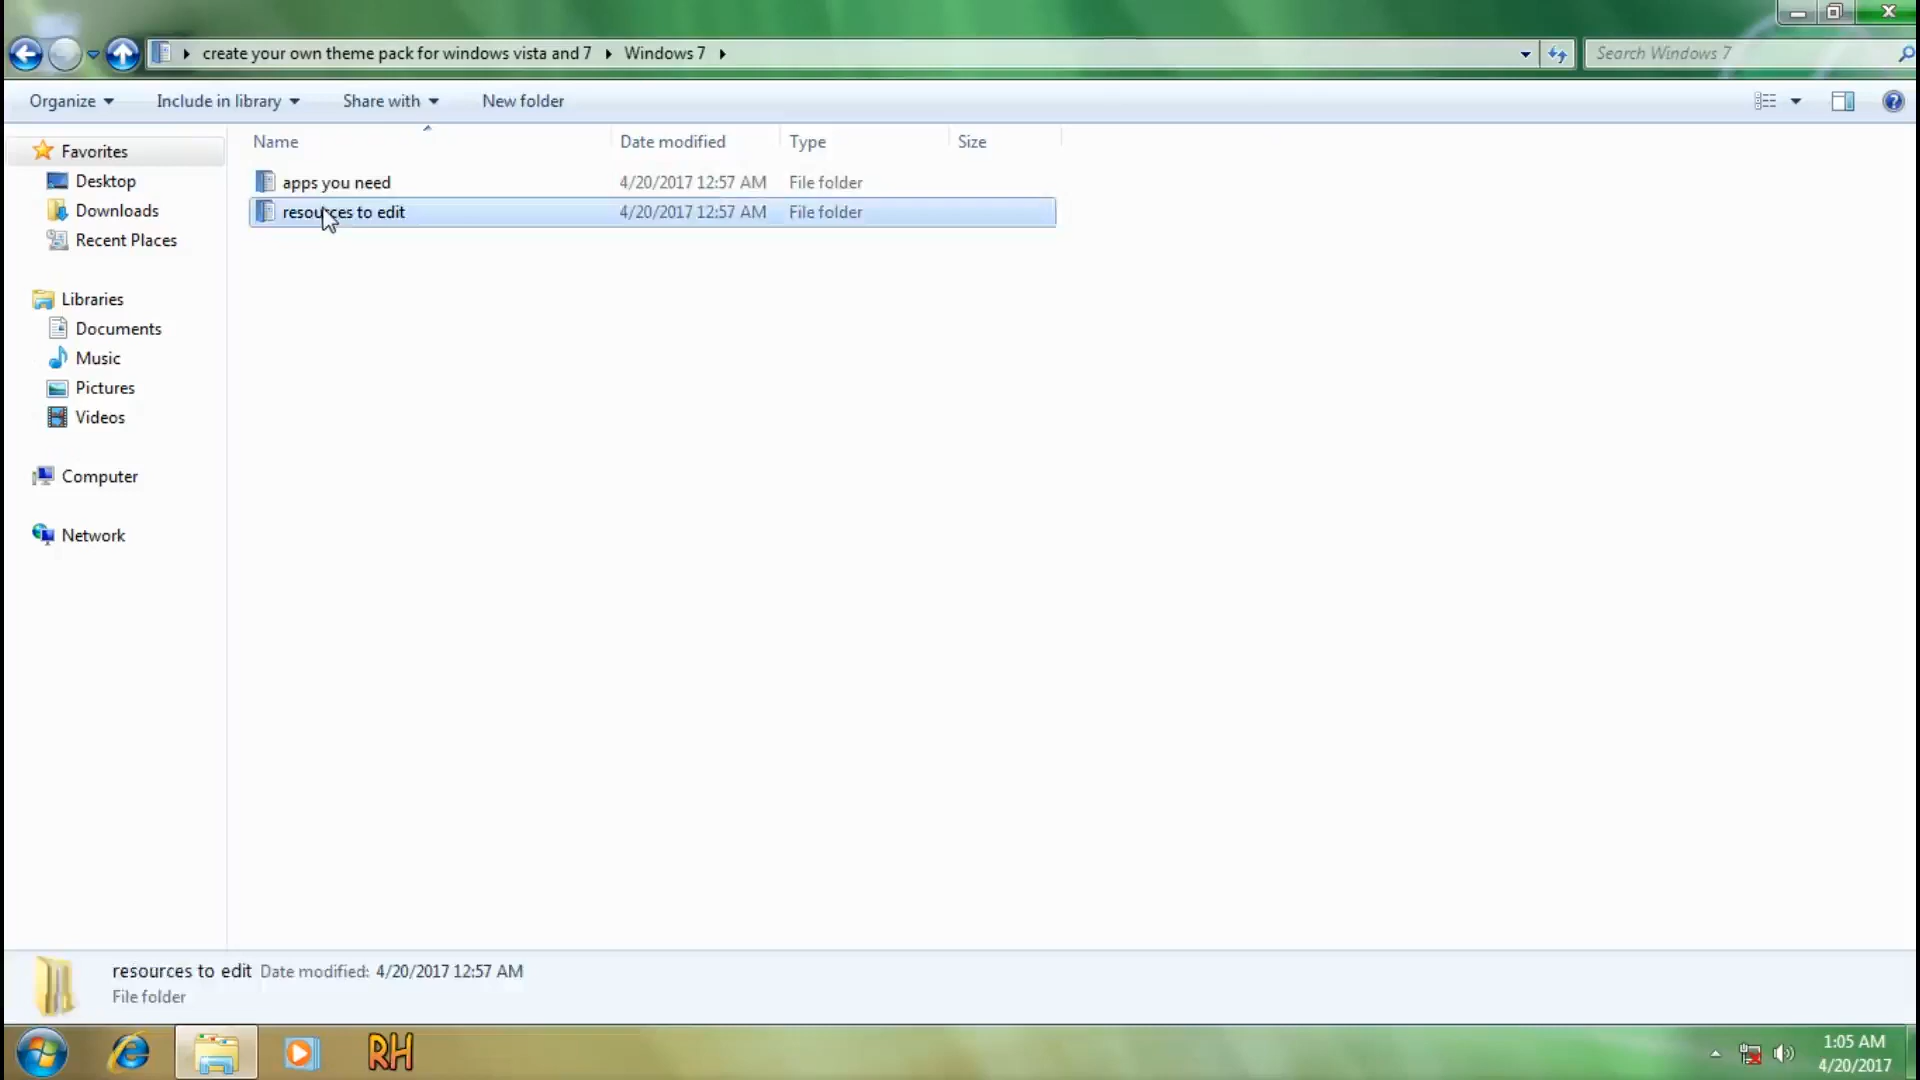 create your own theme pack for windows vista and 7 Windows 7 Search Windows 7
Organize Include in library Share with New folder
Name Date modified Type Size
apps you need 4/20/2017 12:57 AM File folder
resources to edit 4/20/2017 12:57 AM File folder
Favorites
Desktop
Downloads
Recent Places
Libraries
Documents
Music
Pictures
Videos
Computer
Network
resources to edit Date modified: 4/20/2017 12:57 AM
File folder
RH
1:05 AM
4/20/2017